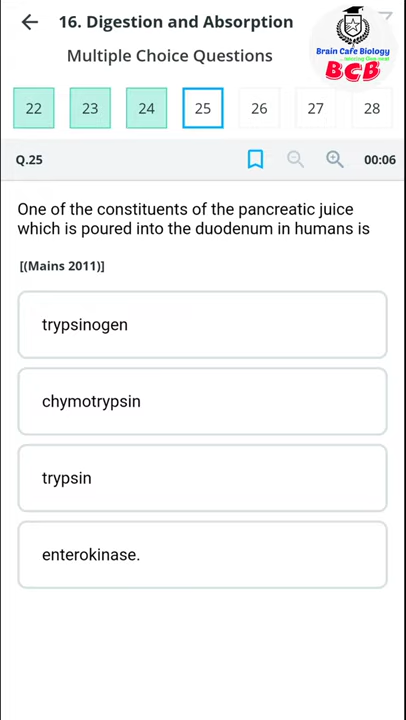 16. Digestion and Absorption
Multiple Choice Questions
Brain Cafe Biology
BCB
22 23 24 25 26 27 28
Q.25
00:06
One of the constituents of the pancreatic juice
which is poured into the duodenum in humans is
[(Mains 2011)]
trypsinogen
chymotrypsin
trypsin
enterokinase.